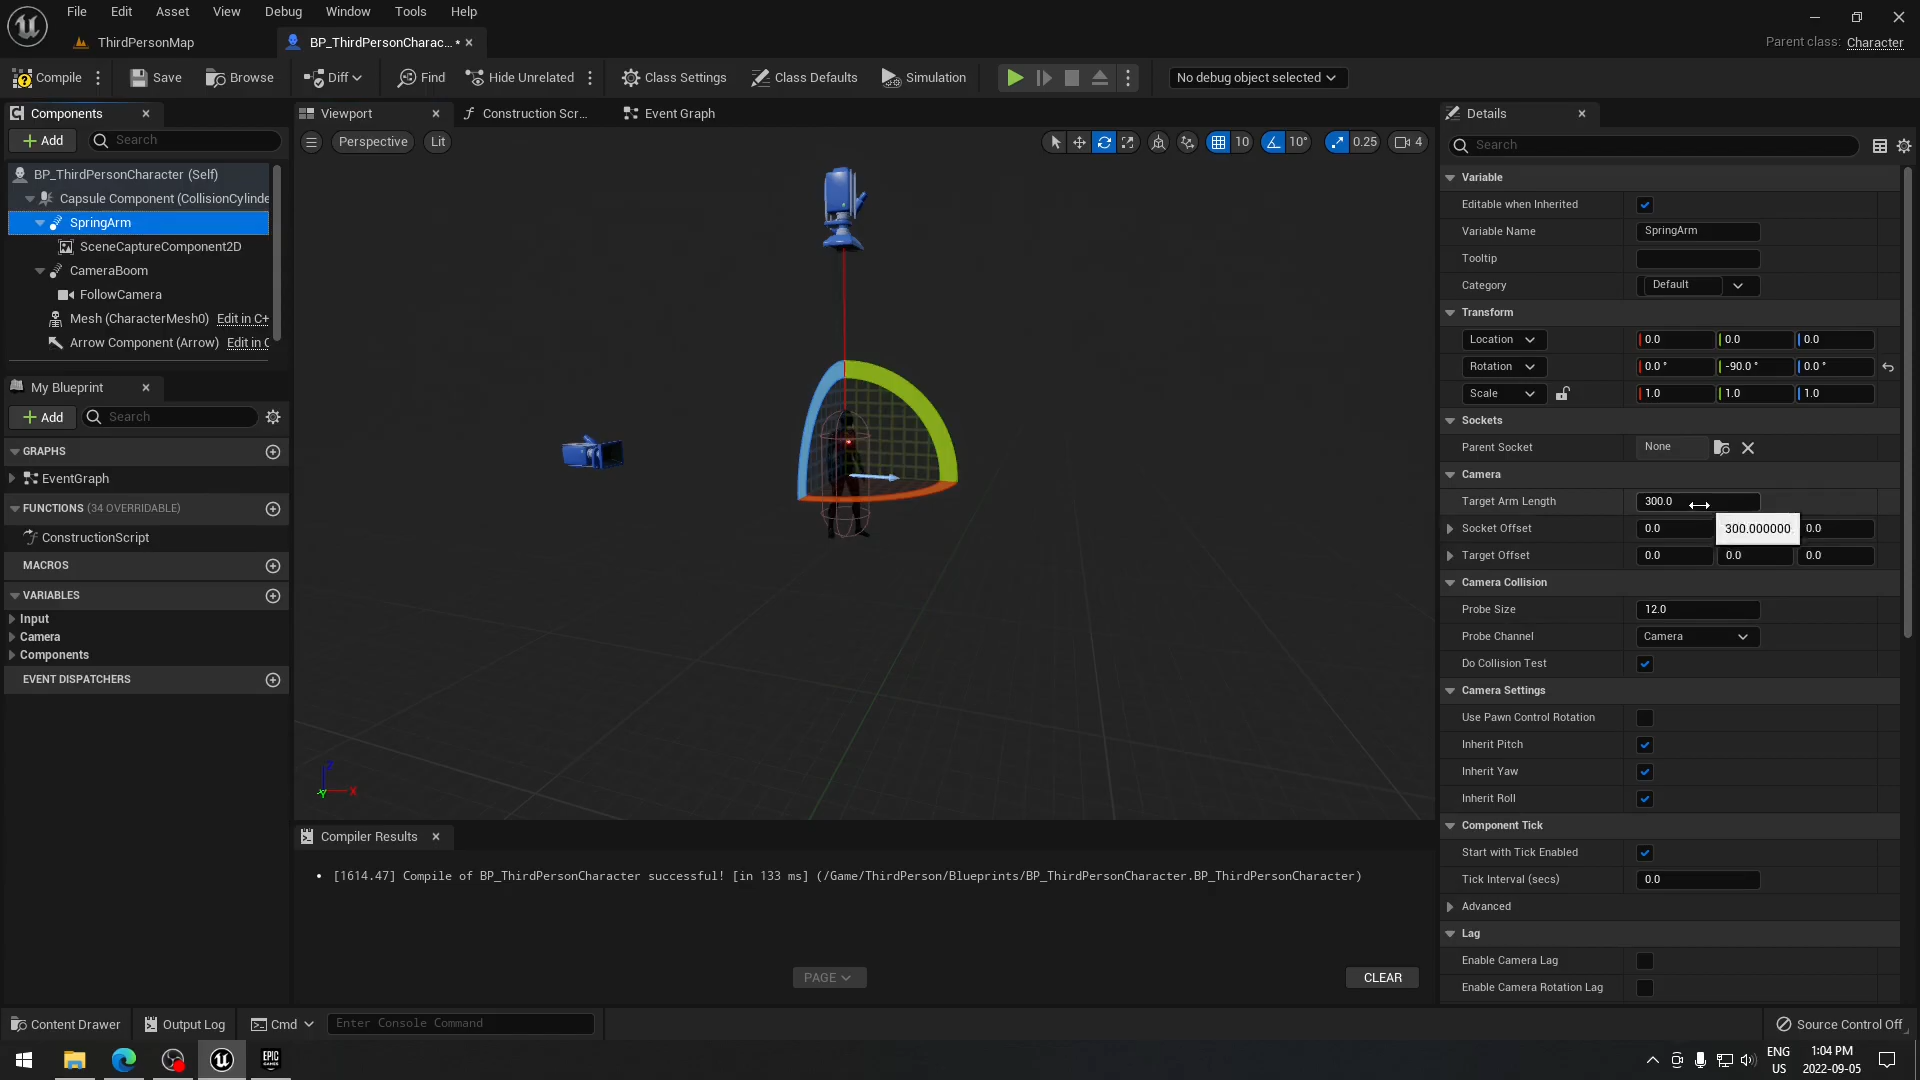 File Edit Asset View Debug Window Tools Help
ThirdPersonMap
BP_ThirdPersonCharac... *
Parent class: Character
Compile
Save
Browse
Diff
Find
Hide Unrelated
Class Settings
Class Defaults
Simulation
No debug object selected
Components
Add
Search
BP_ThirdPersonCharacter (Self)
Capsule Component (CollisionCylinde
SpringArm
SceneCaptureComponent2D
CameraBoom
FollowCamera
Mesh (CharacterMesh0) Edit in C+
Arrow Component (Arrow) Edit in C
My Blueprint
Add
Search
GRAPHS
EventGraph
FUNCTIONS (34 OVERRIDABLE)
ConstructionScript
MACROS
VARIABLES
Input
Camera
Components
EVENT DISPATCHERS
Viewport
Construction Scr...
Event Graph
Perspective
Lit
10
10°
0.25
4
Z
X
Y
Compiler Results
[1614.47] Compile of BP_ThirdPersonCharacter successful! [in 133 ms] (/Game/ThirdPerson/Blueprints/BP_ThirdPersonCharacter.BP_ThirdPersonCharacter)
PAGE
CLEAR
Details
Search
Variable
Editable when Inherited
Variable Name SpringArm
Tooltip
Category Default
Transform
Location 0.0 0.0 0.0
Rotation 0.0 ° -90.0 ° 0.0 °
Scale 1.0 1.0 1.0
Sockets
Parent Socket None
Camera
Target Arm Length 300.0
Socket Offset 0.0 0.0
300.000000
Target Offset 0.0 0.0 0.0
Camera Collision
Probe Size 12.0
Probe Channel Camera
Do Collision Test
Camera Settings
Use Pawn Control Rotation
Inherit Pitch
Inherit Yaw
Inherit Roll
Component Tick
Start with Tick Enabled
Tick Interval (secs) 0.0
Advanced
Lag
Enable Camera Lag
Enable Camera Rotation Lag
Content Drawer
Output Log
Cmd
Enter Console Command
Source Control Off
EPIC
GAMES
ENG
US
1:04 PM
2022-09-05